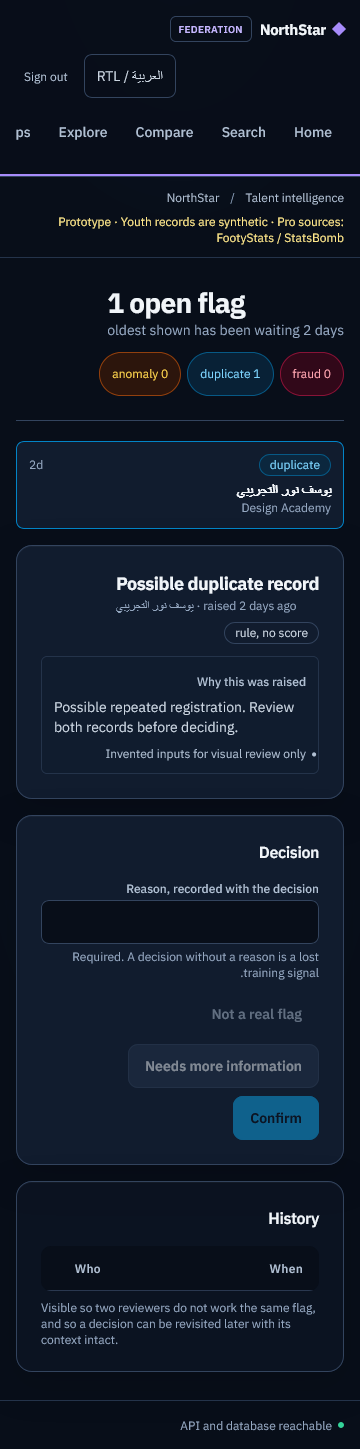 NorthStar
FEDERATION
العربية / RTL
Sign out
Home
Search
Compare
Explore
ps
NorthStar / Talent intelligence
Prototype · Youth records are synthetic · Pro sources:
FootyStats / StatsBomb
1 open flag
oldest shown has been waiting 2 days
fraud 0
duplicate 1
anomaly 0
duplicate
2d
يوسف نور التجريبي
Design Academy
Possible duplicate record
يوسف نور التجريبي · raised 2 days ago
rule, no score
Why this was raised
Possible repeated registration. Review
both records before deciding.
• Invented inputs for visual review only
Decision
Reason, recorded with the decision
Required. A decision without a reason is a lost
.training signal
Not a real flag
Needs more information
Confirm
History
When
Who
Visible so two reviewers do not work the same flag,
and so a decision can be revisited later with its
context intact.
API and database reachable